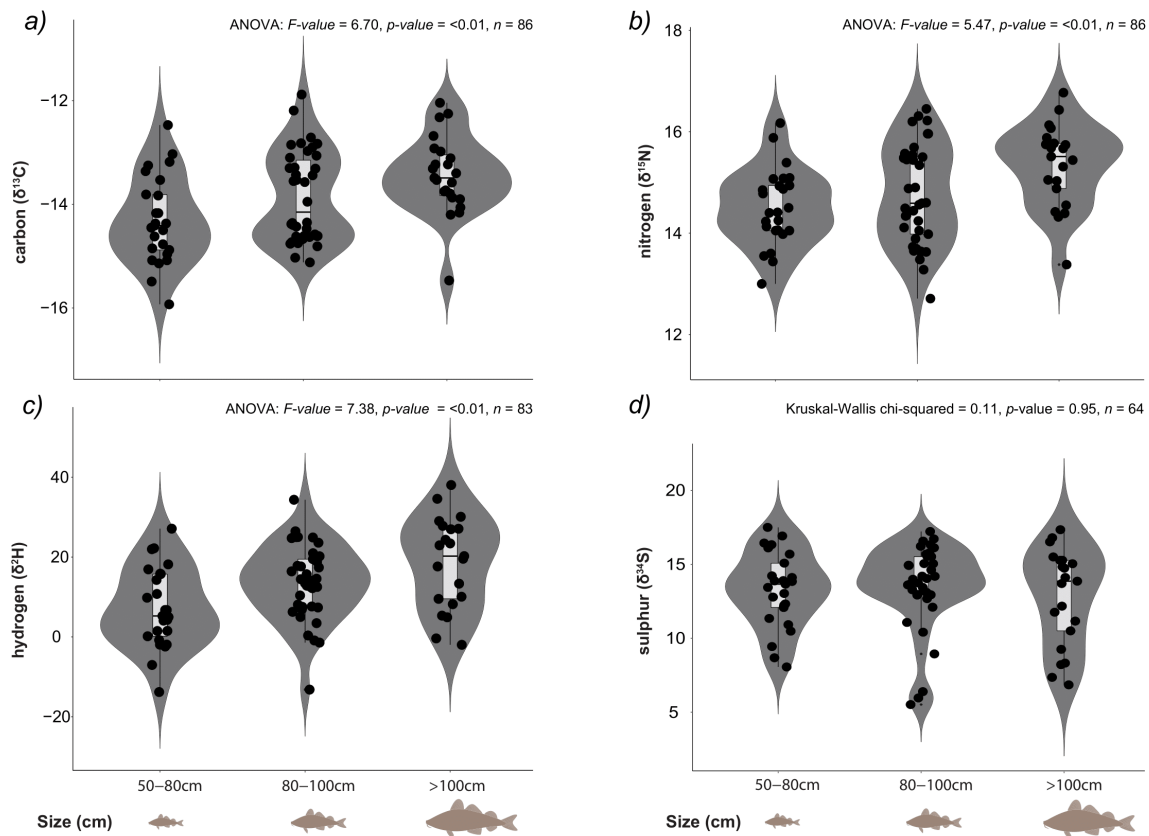 a)
ANOVA: F-value = 6.70, p-value = <0.01, n = 86
carbon (δ¹³C)
−12
−14
−16
b)
ANOVA: F-value = 5.47, p-value = <0.01, n = 86
nitrogen (δ¹⁵N)
18
16
14
12
c)
ANOVA: F-value = 7.38, p-value = <0.01, n = 83
hydrogen (δ²H)
40
20
0
−20
50−80cm
80−100cm
>100cm
Size (cm)
d)
Kruskal-Wallis chi-squared = 0.11, p-value = 0.95, n = 64
sulphur (δ³⁴S)
20
15
10
5
50−80cm
80−100cm
>100cm
Size (cm)